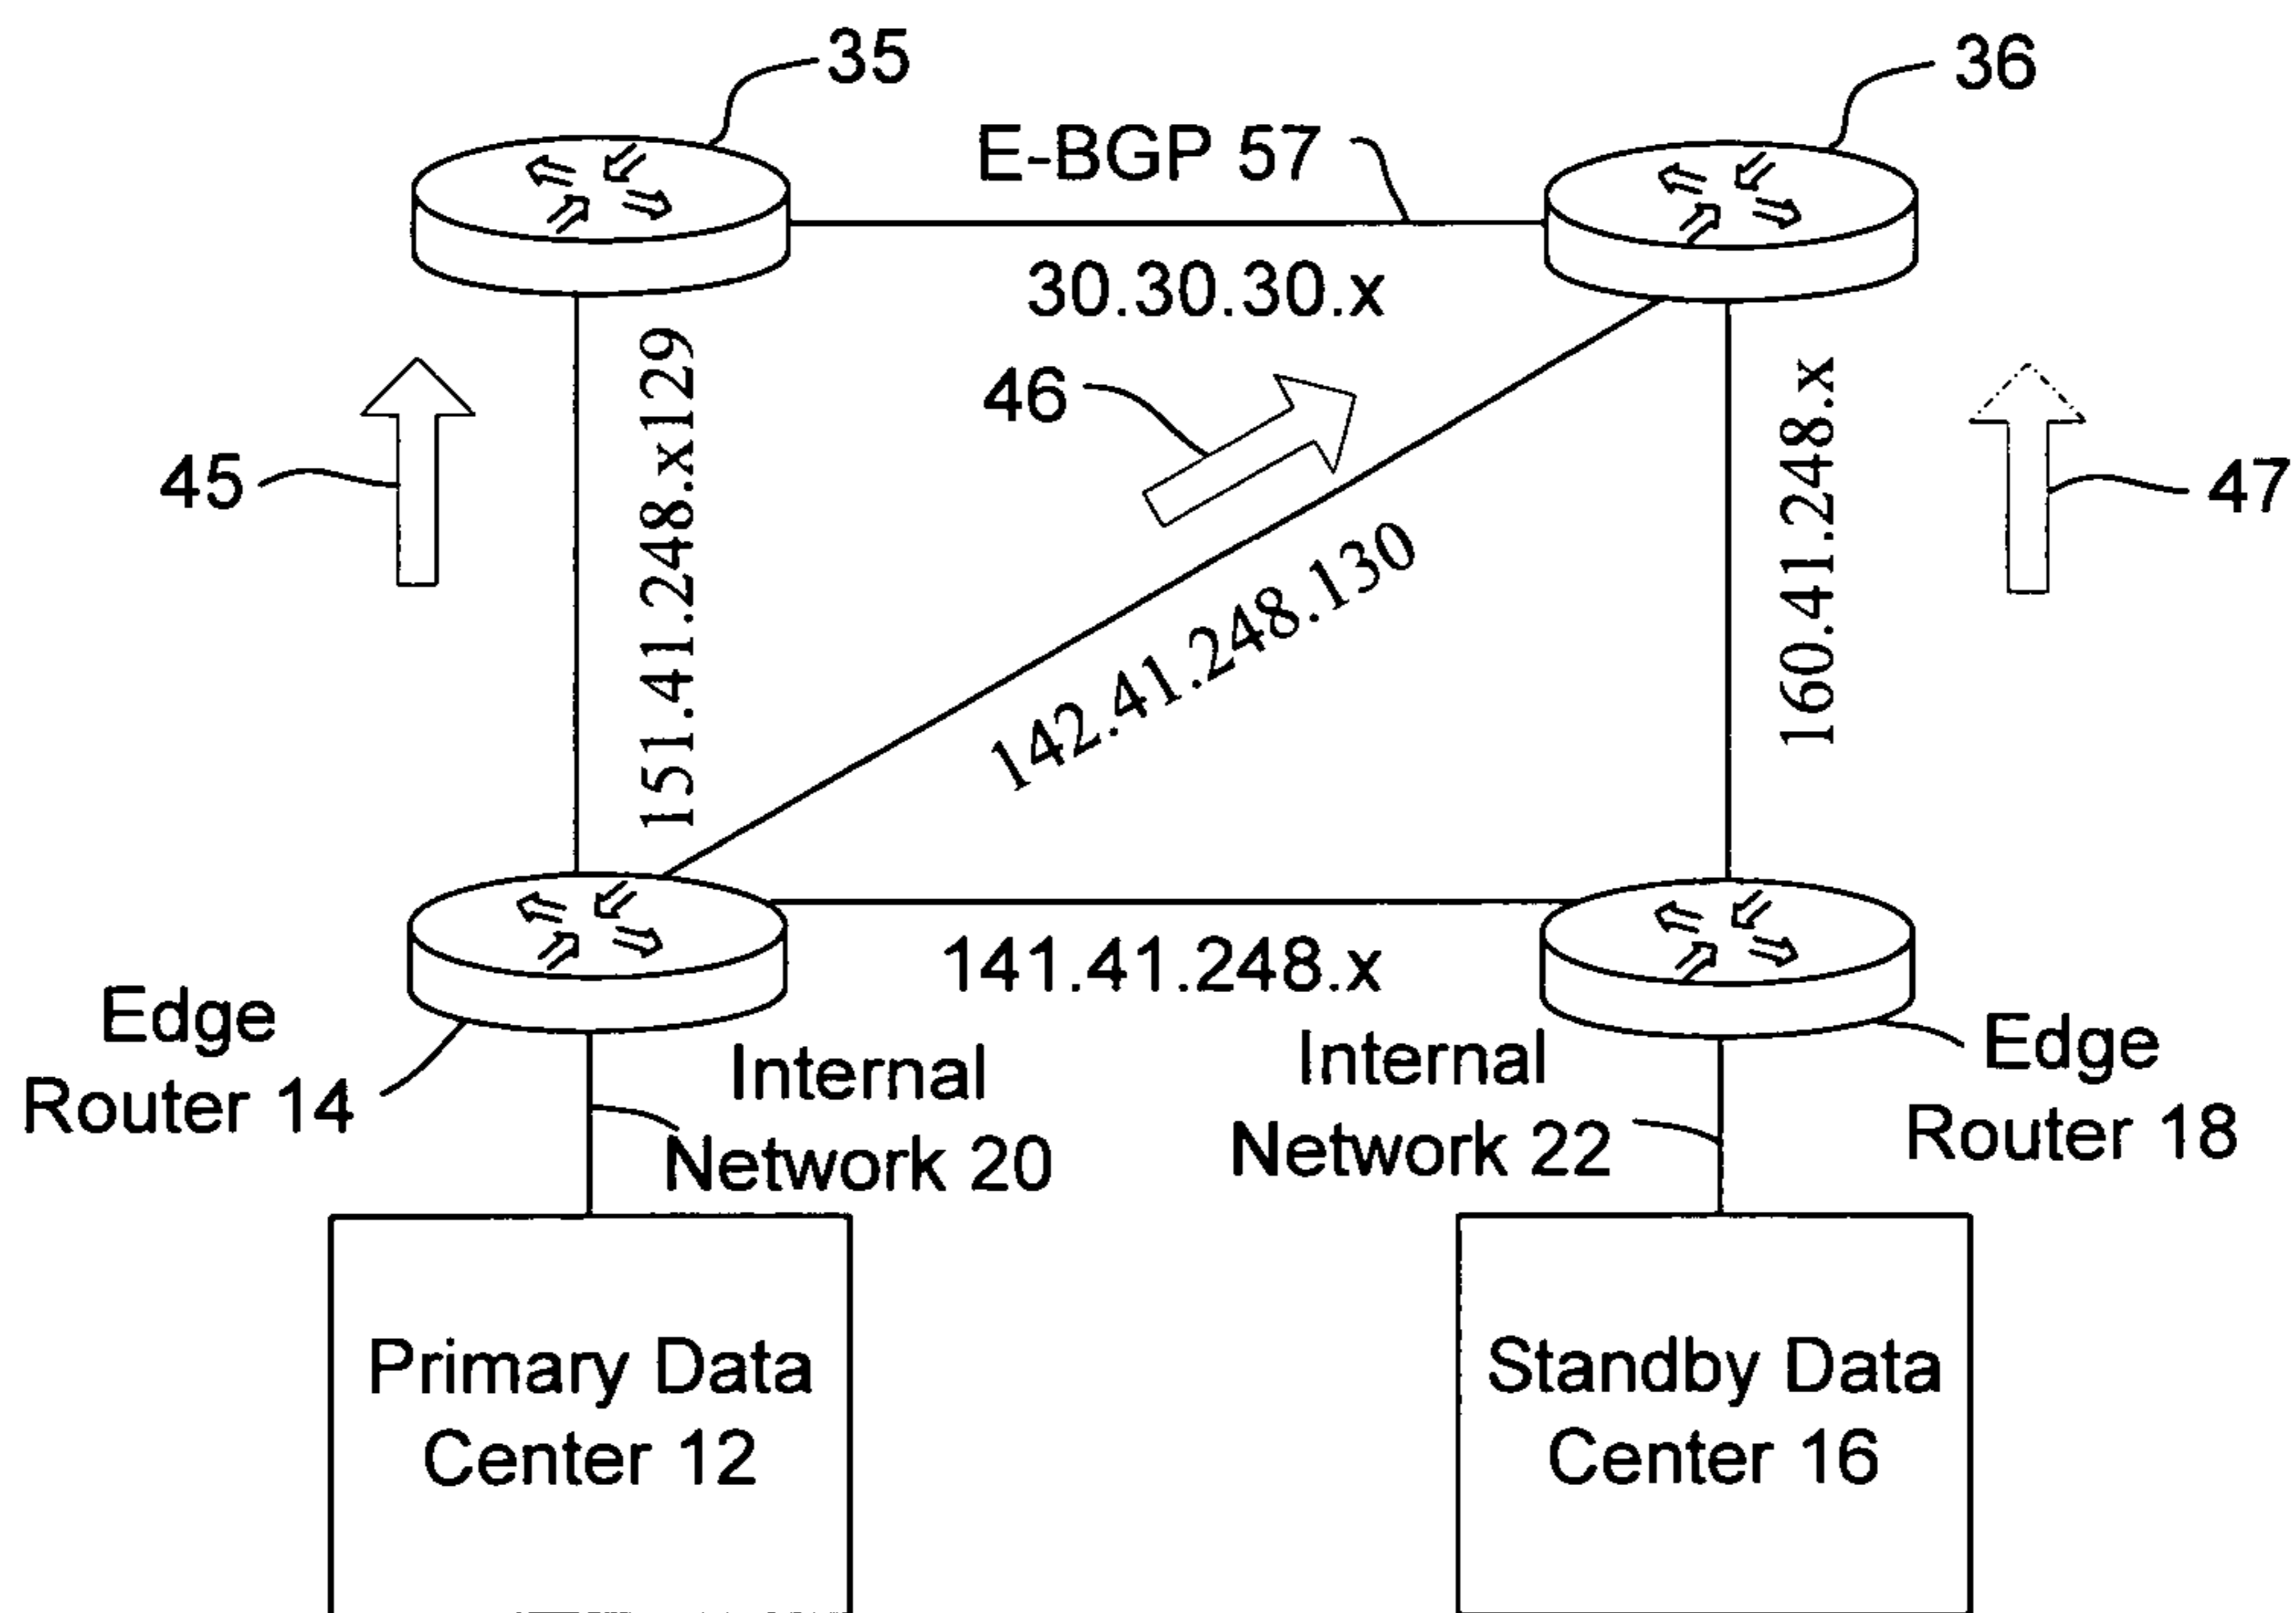 35
36
E-BGP 57
30.30.30.x
45
46
47
151.41.248.x129
142.41.248.130
160.41.248.x
141.41.248.x
Edge
Router 14
Internal
Network 20
Internal
Network 22
Edge
Router 18
Primary Data
Center 12
Standby Data
Center 16